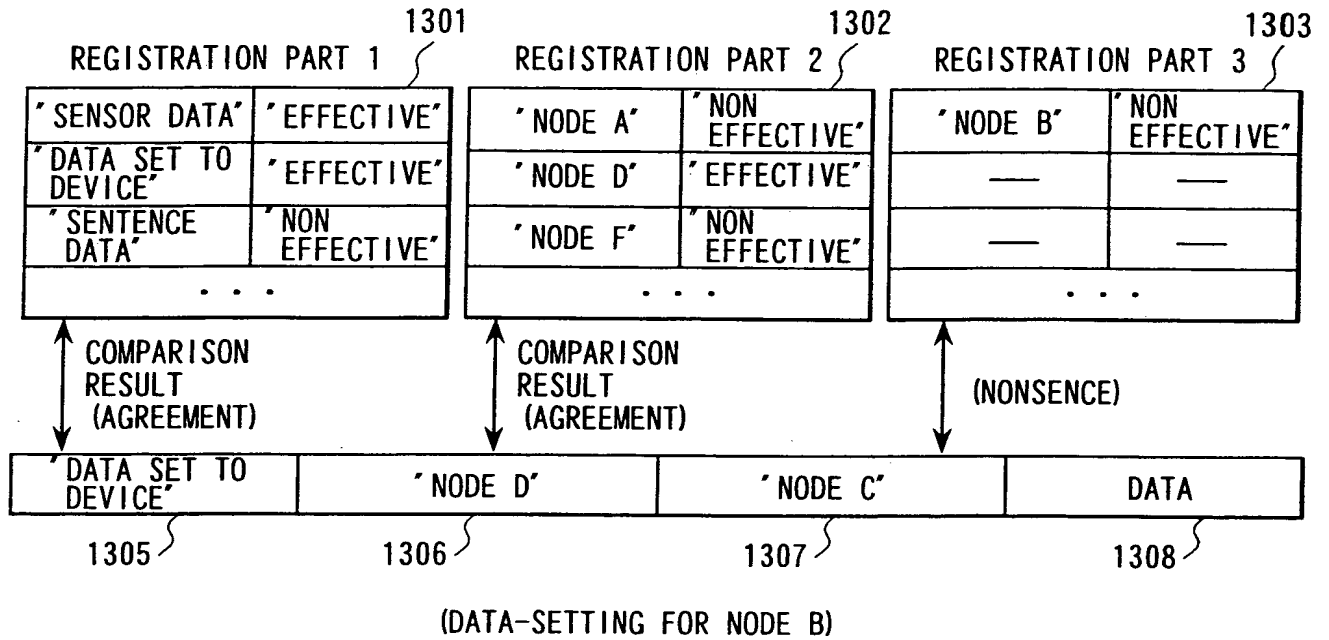 1301
1302
1303
REGISTRATION PART 1
REGISTRATION PART 2
REGISTRATION PART 3
"SENSOR DATA" "EFFECTIVE"
"DATA SET TO
DEVICE" "EFFECTIVE"
"SENTENCE
DATA" "NON
EFFECTIVE"
. . .
"NODE A" "NON
EFFECTIVE"
"NODE D" "EFFECTIVE"
"NODE F" "NON
EFFECTIVE"
. . .
"NODE B" "NON
EFFECTIVE"
— —
— —
. . .
COMPARISON
RESULT
(AGREEMENT)
COMPARISON
RESULT
(AGREEMENT)
(NONSENCE)
"DATA SET TO
DEVICE"
"NODE D"
"NODE C"
DATA
1305
1306
1307
1308
(DATA-SETTING FOR NODE B)